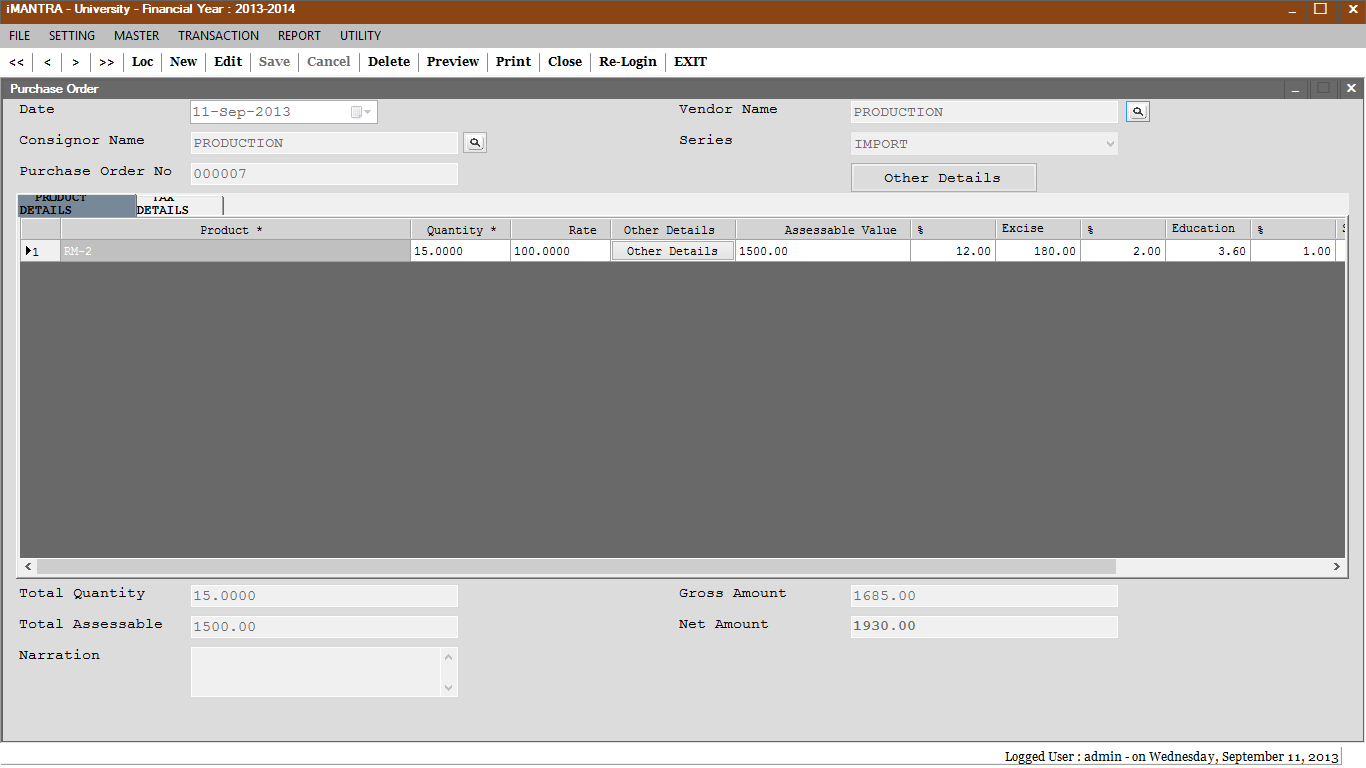 iMANTRA - University - Financial Year : 2013-2014
FILE SETTING MASTER TRANSACTION REPORT UTILITY
<< < > >> Loc New Edit Save Cancel Delete Preview Print Close Re-Login EXIT
Purchase Order
Date 11-Sep-2013 Vendor Name PRODUCTION
Consignor Name PRODUCTION Series IMPORT
Purchase Order No 000007 Other Details
PRODUCT DETAILS TAX DETAILS
Product * Quantity * Rate Other Details Assessable Value % Excise % Education %
1 RM-2 15.0000 100.0000 Other Details 1500.00 12.00 180.00 2.00 3.60 1.00
Total Quantity 15.0000 Gross Amount 1685.00
Total Assessable 1500.00 Net Amount 1930.00
Narration
Logged User : admin - on Wednesday, September 11, 2013